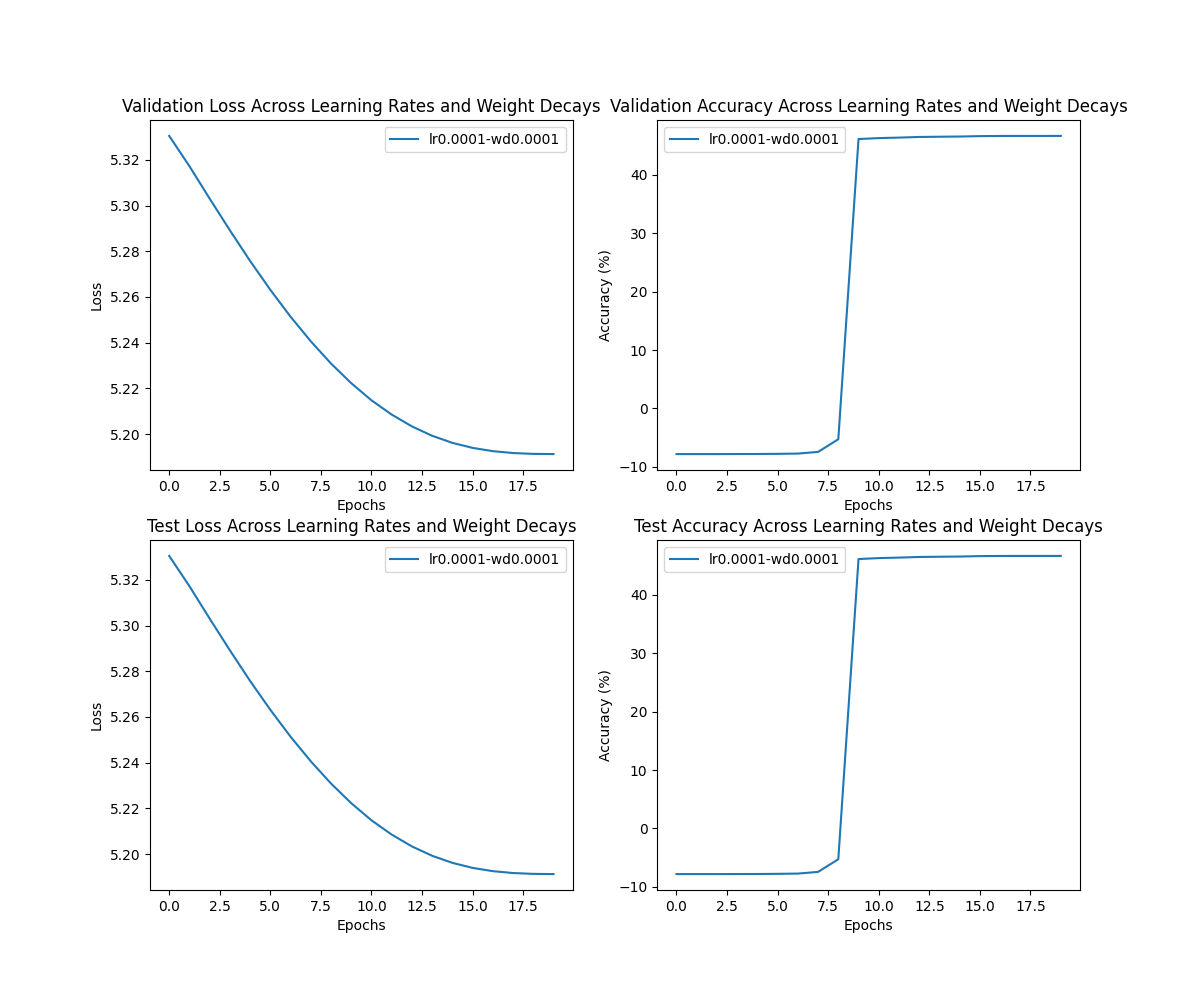 Validation Loss Across Learning Rates and Weight Decays
lr0.0001-wd0.0001
5.32
5.30
5.28
5.26
5.24
5.22
5.20
Loss
0.0 2.5 5.0 7.5 10.0 12.5 15.0 17.5
Epochs
Validation Accuracy Across Learning Rates and Weight Decays
lr0.0001-wd0.0001
40
30
20
10
0
−10
Accuracy (%)
0.0 2.5 5.0 7.5 10.0 12.5 15.0 17.5
Epochs
Test Loss Across Learning Rates and Weight Decays
lr0.0001-wd0.0001
5.32
5.30
5.28
5.26
5.24
5.22
5.20
Loss
0.0 2.5 5.0 7.5 10.0 12.5 15.0 17.5
Epochs
Test Accuracy Across Learning Rates and Weight Decays
lr0.0001-wd0.0001
40
30
20
10
0
−10
Accuracy (%)
0.0 2.5 5.0 7.5 10.0 12.5 15.0 17.5
Epochs